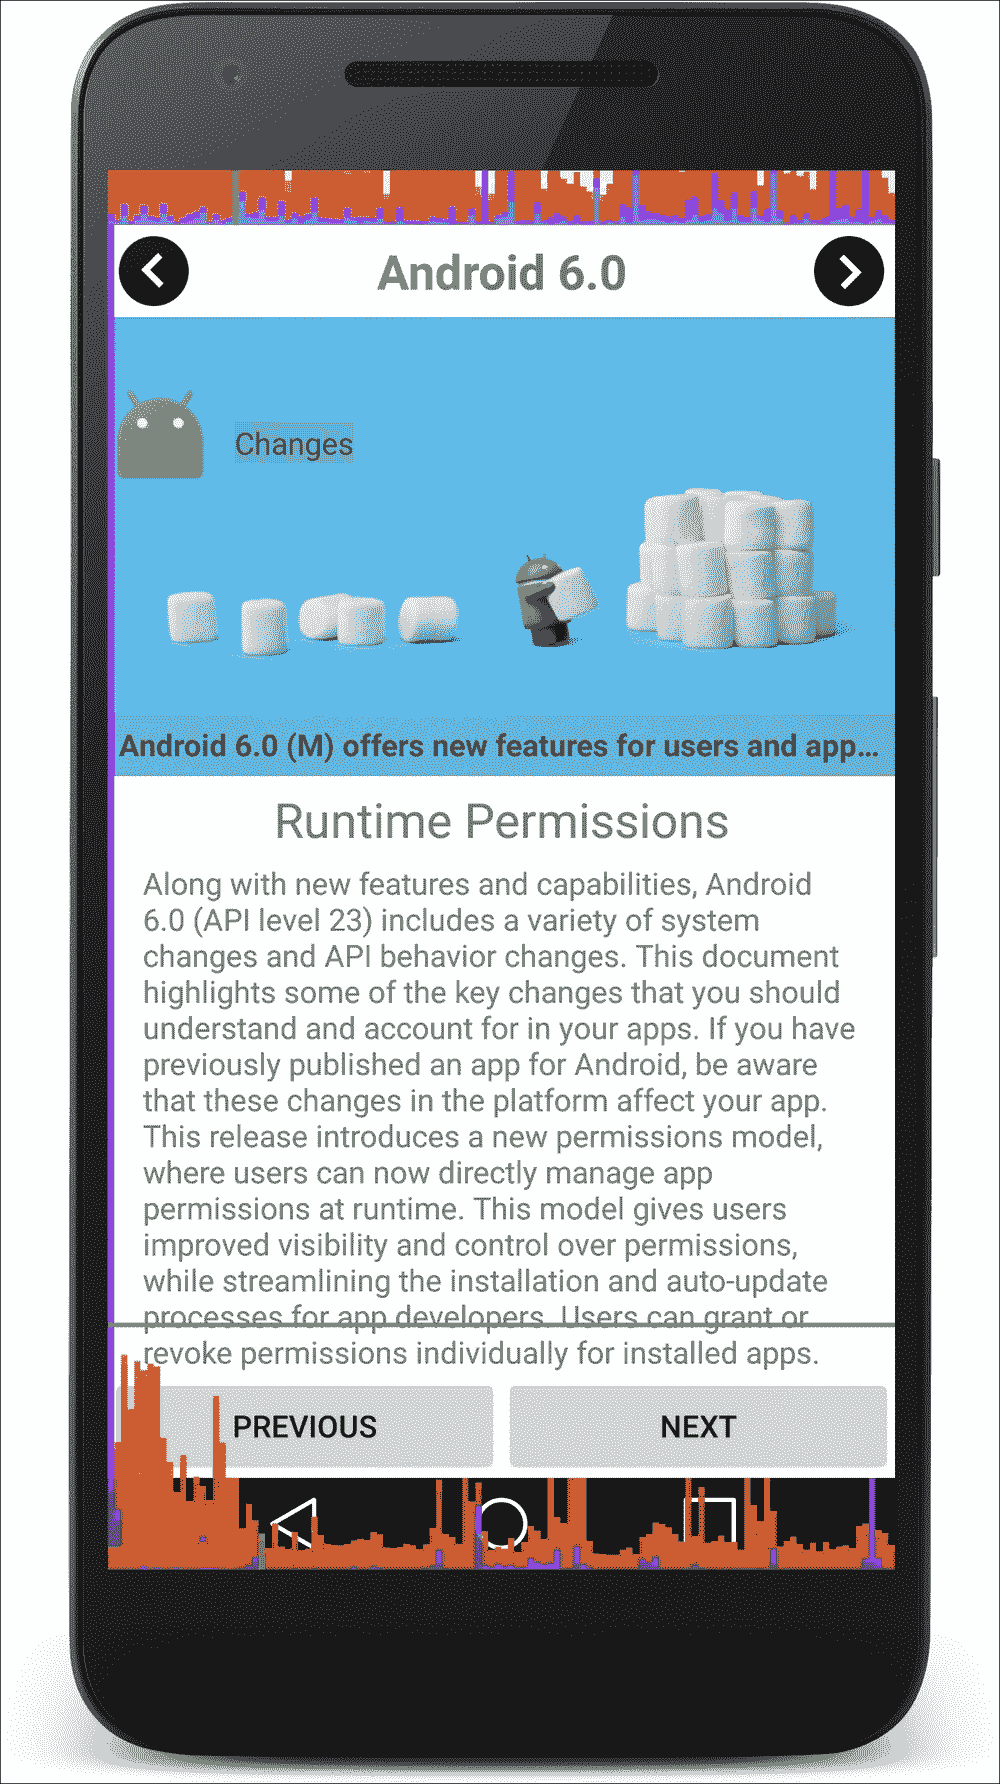 Android 6.0
Changes
Android 6.0 (M) offers new features for users and app...
Runtime Permissions
Along with new features and capabilities, Android
6.0 (API level 23) includes a variety of system
changes and API behavior changes. This document
highlights some of the key changes that you should
understand and account for in your apps. If you have
previously published an app for Android, be aware
that these changes in the platform affect your app.
This release introduces a new permissions model,
where users can now directly manage app
permissions at runtime. This model gives users
improved visibility and control over permissions,
while streamlining the installation and auto-update
processes for app developers. Users can grant or
revoke permissions individually for installed apps.
PREVIOUS
NEXT